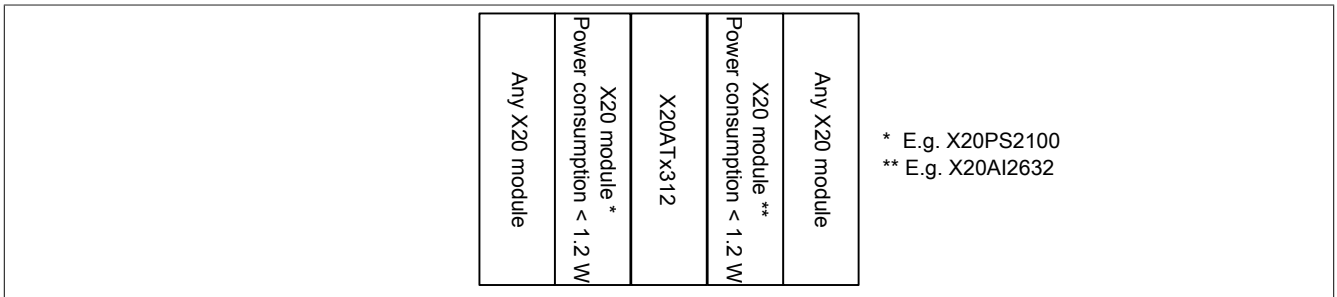 Any X20 module
X20 module *
Power consumption < 1.2 W
X20ATx312
X20 module **
Power consumption < 1.2 W
Any X20 module
* E.g. X20PS2100
** E.g. X20AI2632